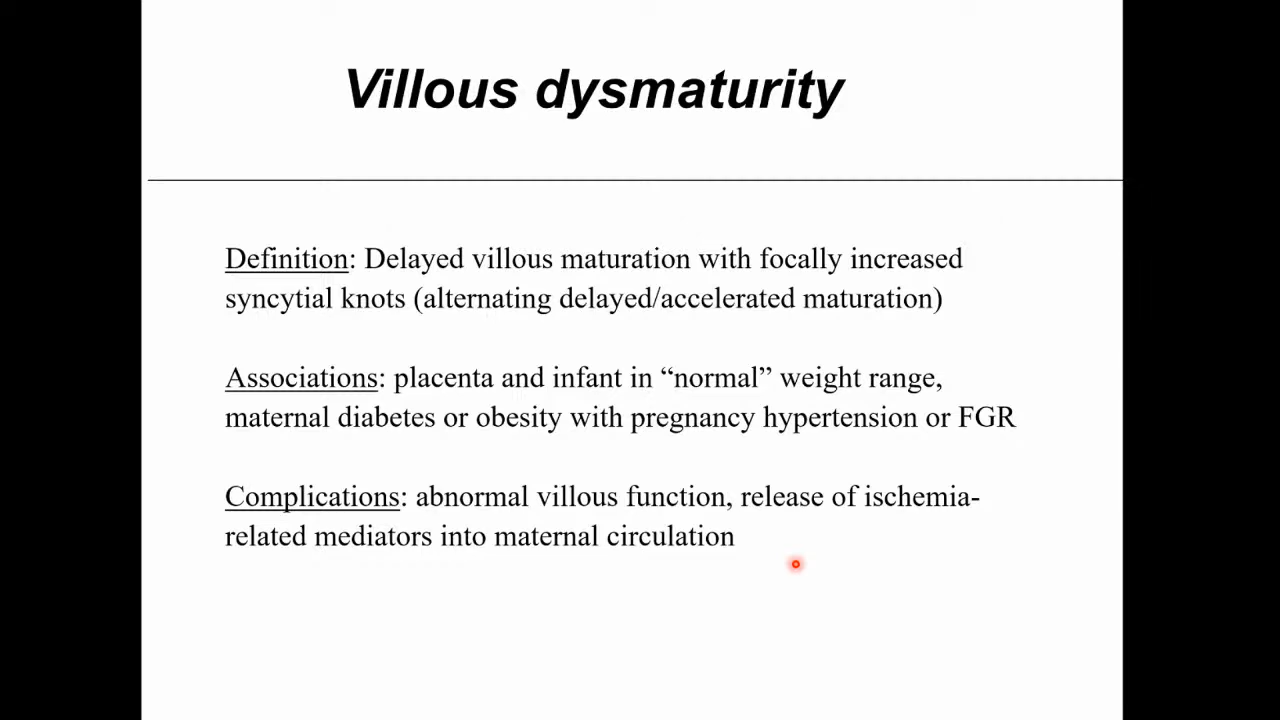 Villous dysmaturity
Definition: Delayed villous maturation with focally increased
syncytial knots (alternating delayed/accelerated maturation)
Associations: placenta and infant in “normal” weight range,
maternal diabetes or obesity with pregnancy hypertension or FGR
Complications: abnormal villous function, release of ischemia-
related mediators into maternal circulation